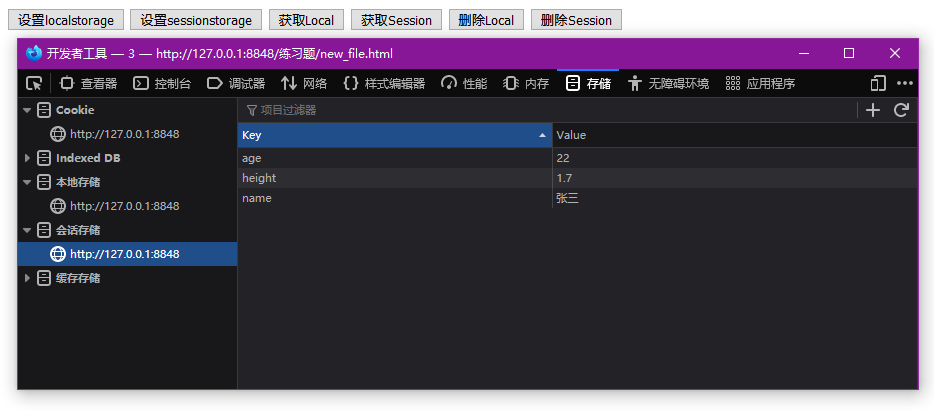 设置localstorage 设置sessionstorage 获取Local 获取Session 删除Local 删除Session
开发者工具 — 3 — http://127.0.0.1:8848/练习题/new_file.html
查看器 控制台 调试器 网络 样式编辑器 性能 内存 存储 无障碍环境 应用程序
Cookie
http://127.0.0.1:8848
Indexed DB
本地存储
http://127.0.0.1:8848
会话存储
http://127.0.0.1:8848
缓存存储
项目过滤器
Key Value
age 22
height 1.7
name 张三